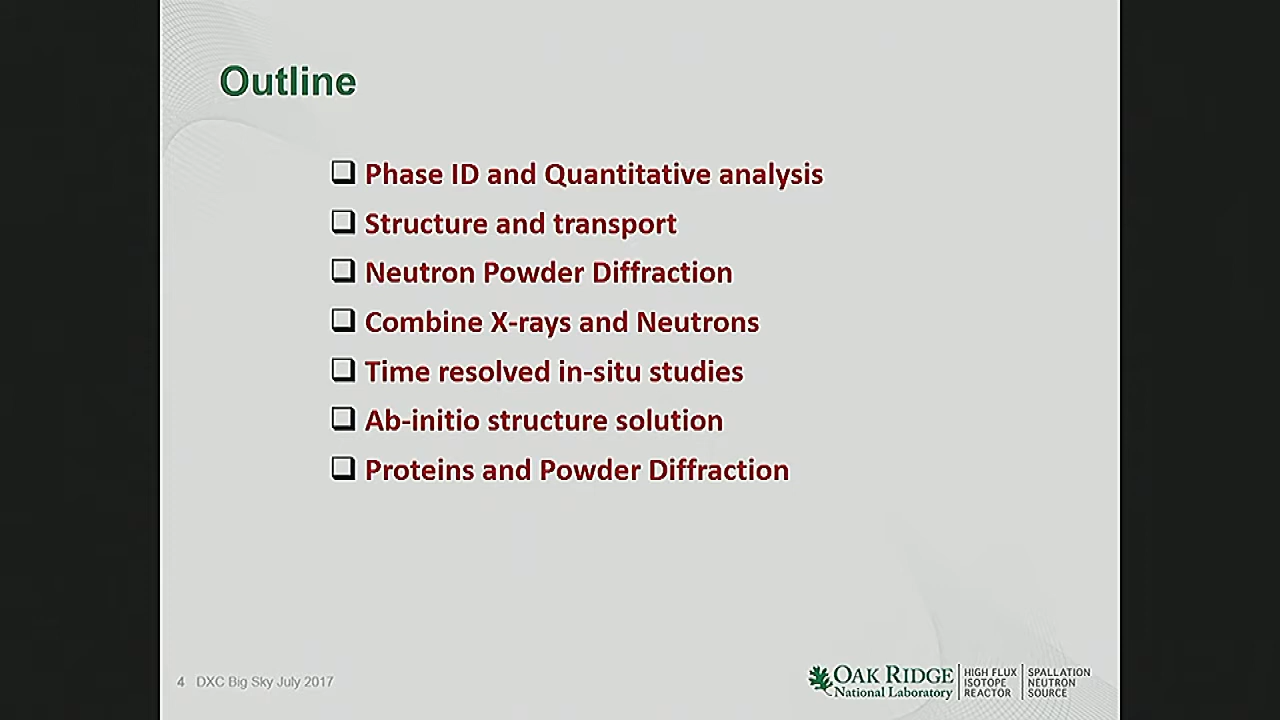 Outline
Phase ID and Quantitative analysis
Structure and transport
Neutron Powder Diffraction
Combine X-rays and Neutrons
Time resolved in-situ studies
Ab-initio structure solution
Proteins and Powder Diffraction
4 DXC Big Sky July 2017
OAK RIDGE
National Laboratory
HIGH FLUX
ISOTOPE
REACTOR
SPALLATION
NEUTRON
SOURCE